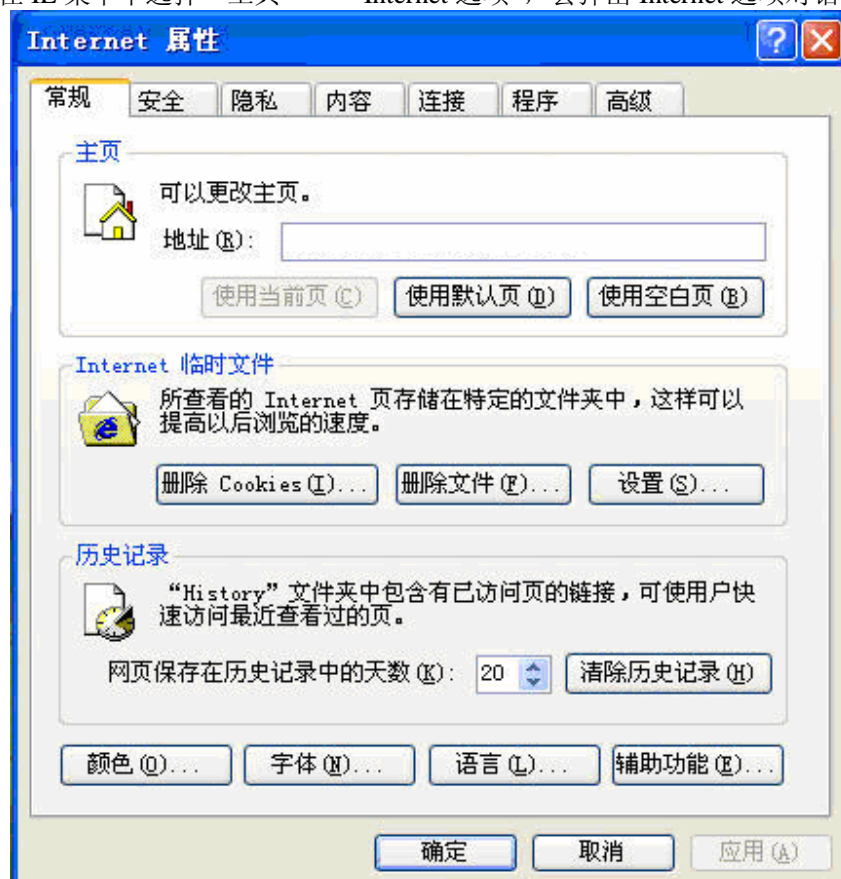 Internet 属性
常规 安全 隐私 内容 连接 程序 高级
主页
可以更改主页。
地址(R):
使用当前页(C) 使用默认页(D) 使用空白页(B)
Internet 临时文件
所查看的 Internet 页存储在特定的文件夹中，这样可以
提高以后浏览的速度。
删除 Cookies(I)... 删除文件(F)... 设置(S)...
历史记录
“History”文件夹中包含有已访问页的链接，可使用户快
速访问最近查看过的页。
网页保存在历史记录中的天数(K): 20 清除历史记录(H)
颜色(O)... 字体(N)... 语言(L)... 辅助功能(E)...
确定 取消 应用(A)